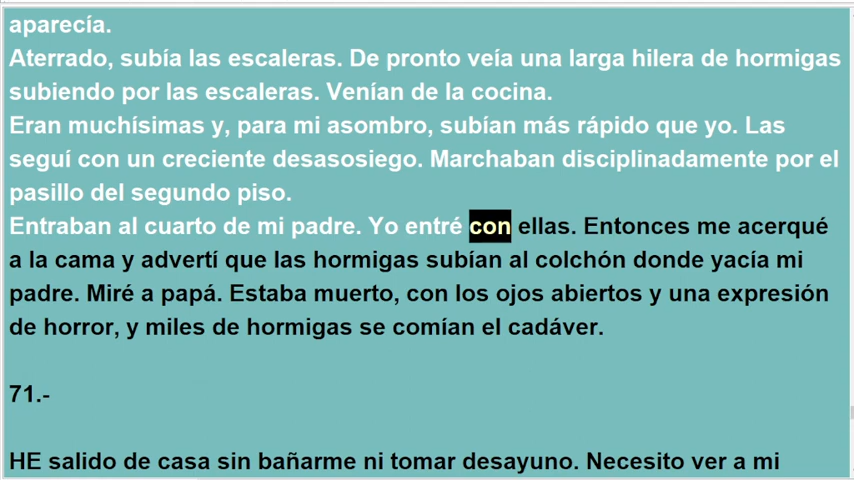 aparecía.
Aterrado, subía las escaleras. De pronto veía una larga hilera de hormigas
subiendo por las escaleras. Venían de la cocina.
Eran muchísimas y, para mi asombro, subían más rápido que yo. Las
seguí con un creciente desasosiego. Marchaban disciplinadamente por el
pasillo del segundo piso.
Entraban al cuarto de mi padre. Yo entré con ellas. Entonces me acerqué
a la cama y advertí que las hormigas subían al colchón donde yacía mi
padre. Miré a papá. Estaba muerto, con los ojos abiertos y una expresión
de horror, y miles de hormigas se comían el cadáver.
71.-
HE salido de casa sin bañarme ni tomar desayuno. Necesito ver a mi